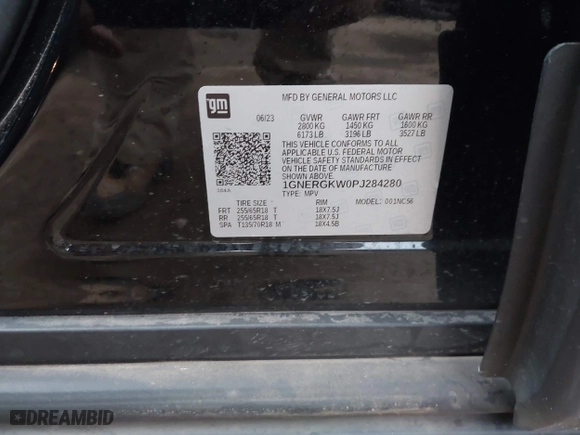 gm
MFD BY GENERAL MOTORS LLC
06/23 GVWR GAWR FRT GAWR RR
2800 KG 1450 KG 1600 KG
6173 LB 3196 LB 3527 LB
THIS VEHICLE CONFORMS TO ALL
APPLICABLE U.S. FEDERAL MOTOR
VEHICLE SAFETY STANDARDS IN EFFECT
ON THE DATE OF MANUFACTURE
SHOWN ABOVE.
1GNERGKW0PJ284280
TYPE: MPV
TIRE SIZE RIM MODEL: 001NC56
FRT 255/65R18 T 18X7.5J
RR 255/65R18 T 18X7.5J
SPA T135/70R18 M 18X4.5B
DREAMBID